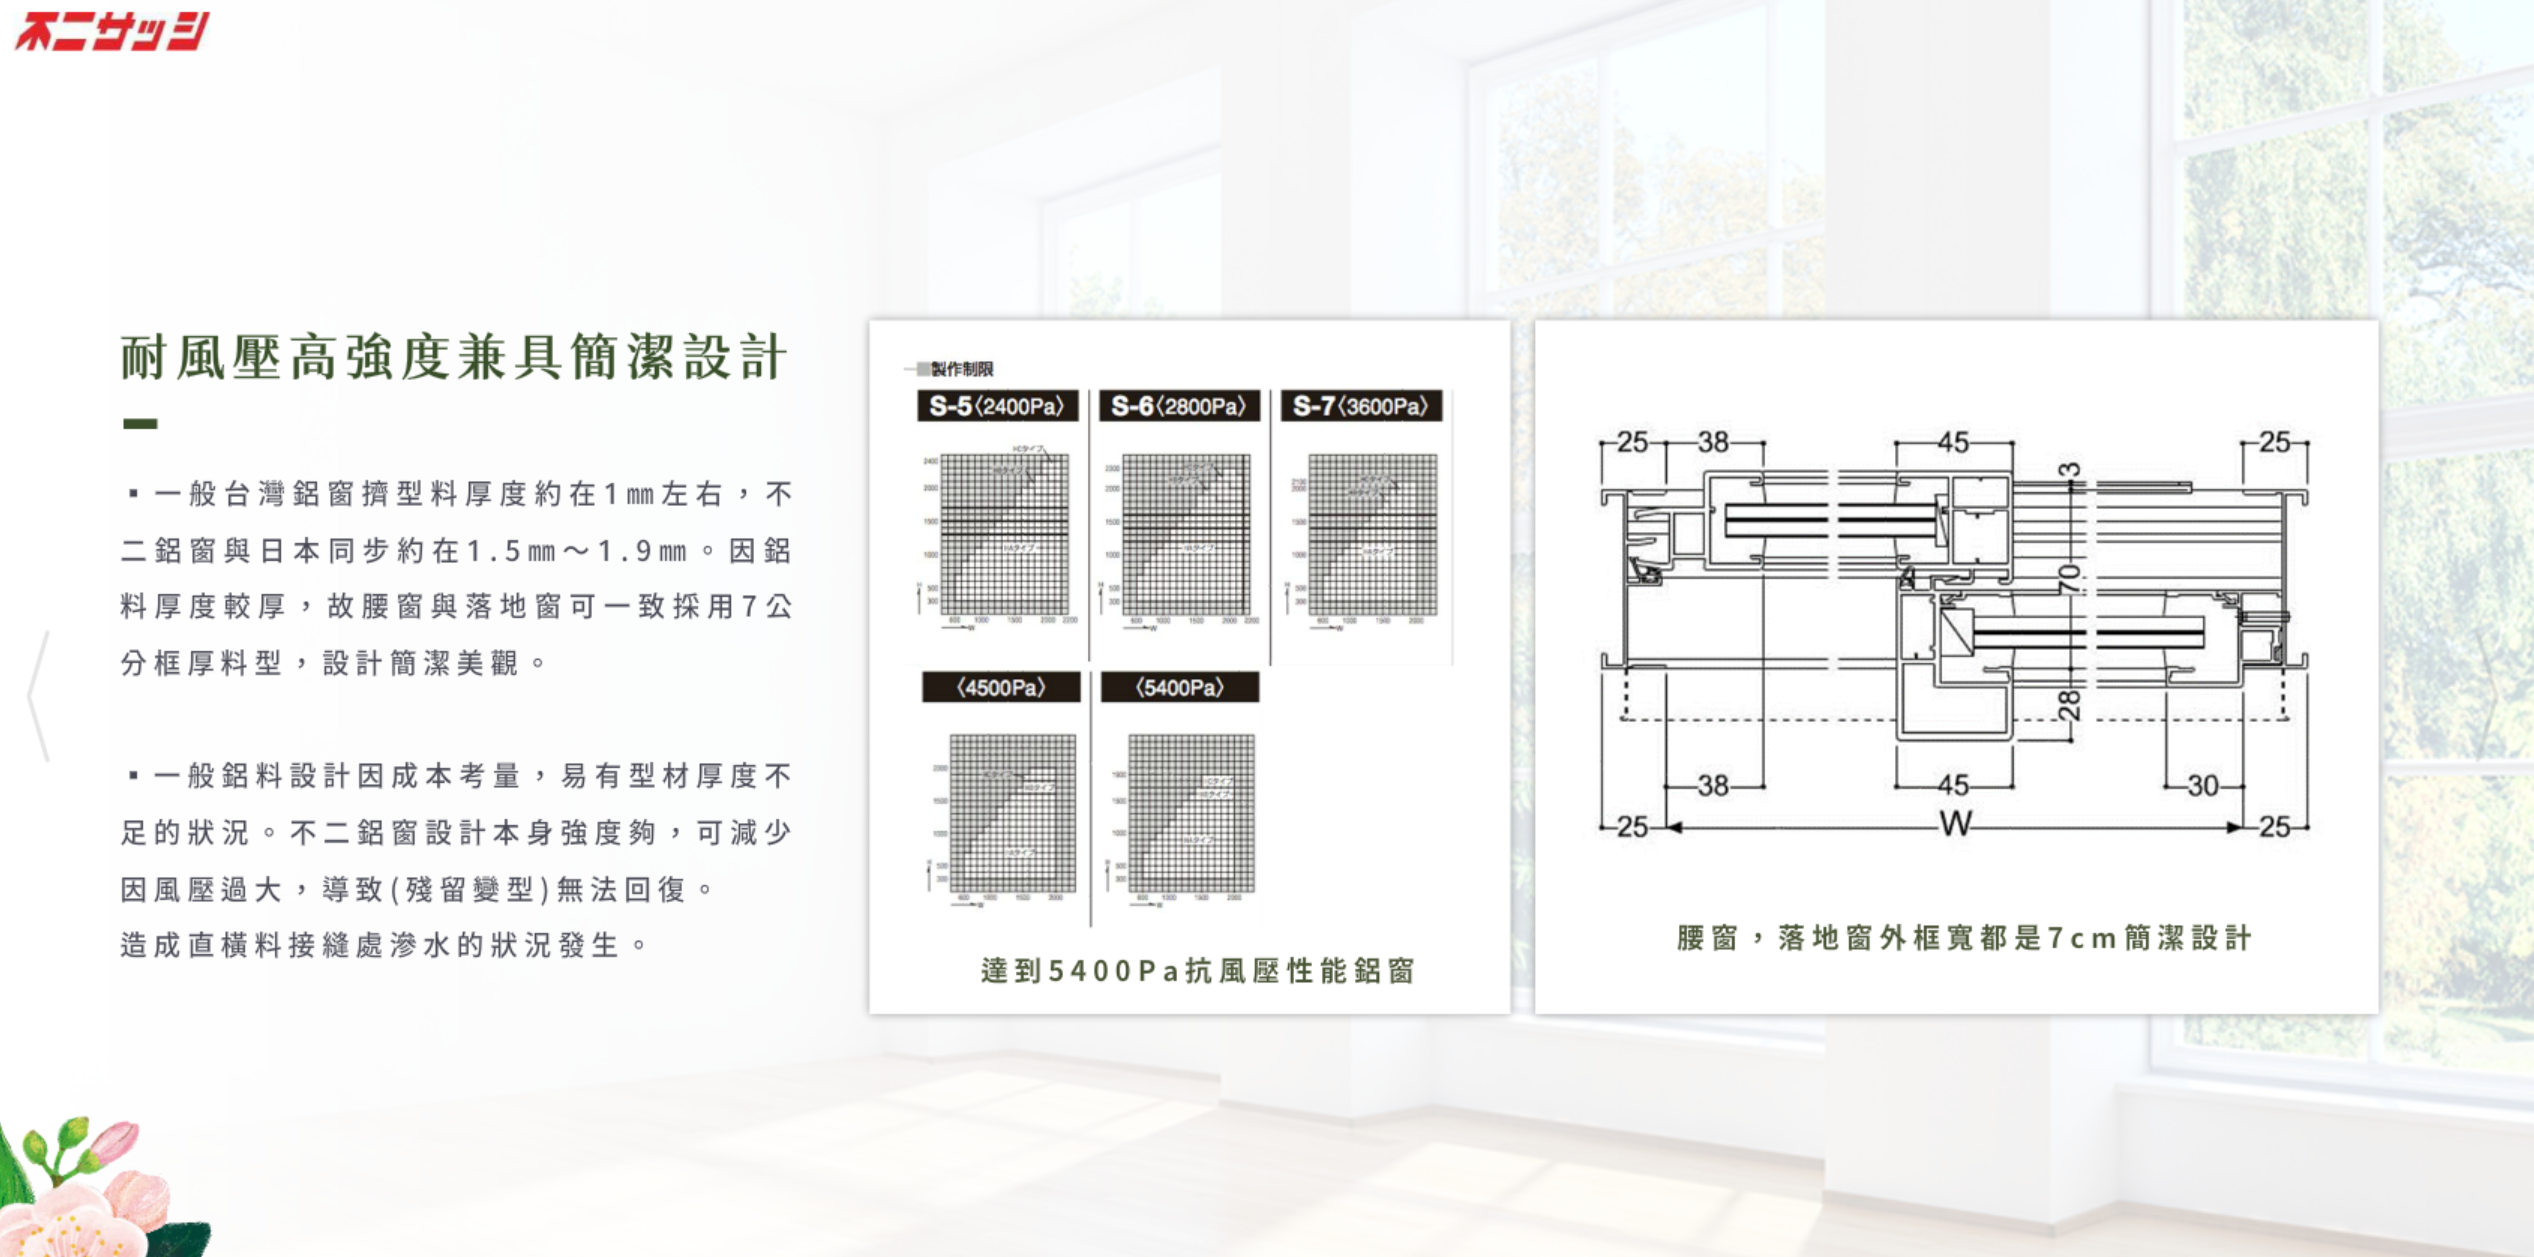 不二サッシ
耐風壓高強度兼具簡潔設計
▪一般台灣鋁窗擠型料厚度約在1㎜左右，不
二鋁窗與日本同步約在1.5㎜～1.9㎜。因鋁
料厚度較厚，故腰窗與落地窗可一致採用7公
分框厚料型，設計簡潔美觀。
▪一般鋁料設計因成本考量，易有型材厚度不
足的狀況。不二鋁窗設計本身強度夠，可減少
因風壓過大，導致(殘留變型)無法回復。
造成直橫料接縫處滲水的狀況發生。
製作制限
S-5〈2400Pa〉
S-6〈2800Pa〉
S-7〈3600Pa〉
〈4500Pa〉
〈5400Pa〉
達到5400Pa抗風壓性能鋁窗
25 38 45 25
3
70
28
38 45 30
25 W 25
腰窗，落地窗外框寬都是7cm簡潔設計